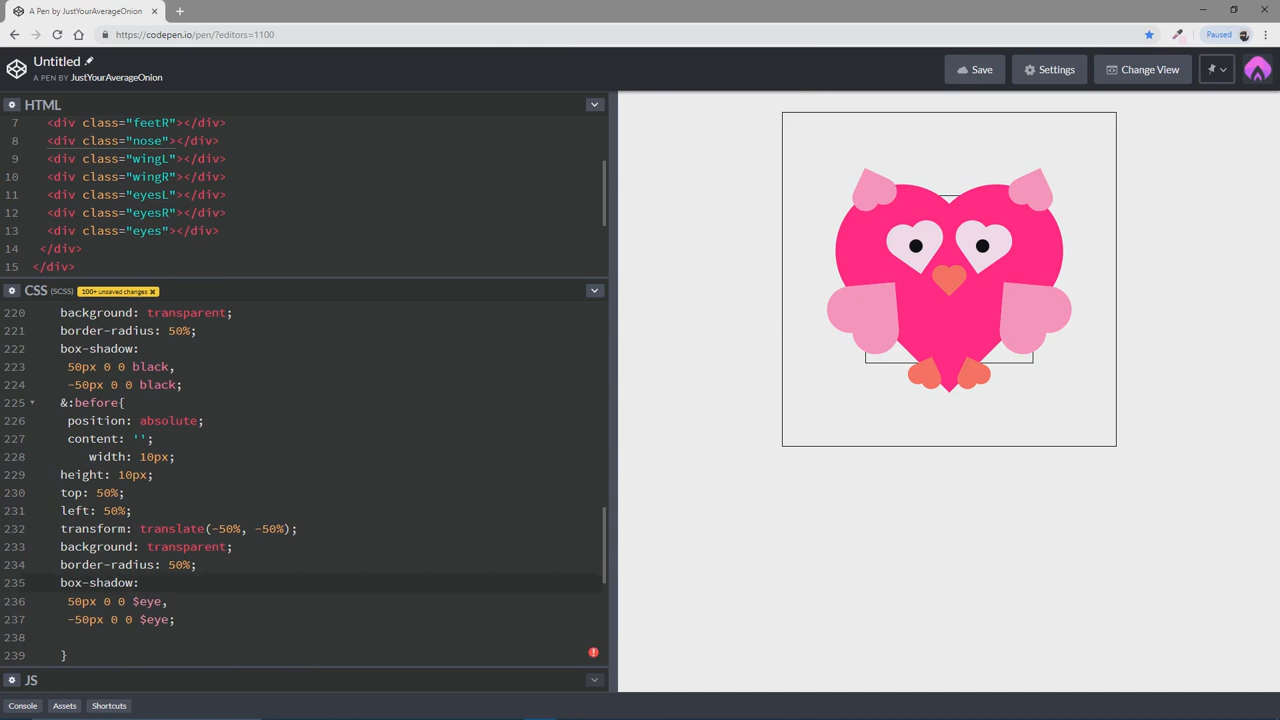 A Pen by JustYourAverageOnion
https://codepen.io/pen/?editors=1100
Paused
Untitled
A PEN BY JustYourAverageOnion
Save
Settings
Change View
HTML
7 <div class="feetR"></div>
8 <div class="nose"></div>
9 <div class="wingL"></div>
10 <div class="wingR"></div>
11 <div class="eyesL"></div>
12 <div class="eyesR"></div>
13 <div class="eyes"></div>
14 </div>
15 </div>
CSS (SCSS) 100+ unsaved changes ×
220 background: transparent;
221 border-radius: 50%;
222 box-shadow:
223 50px 0 0 black,
224 -50px 0 0 black;
225 &:before{
226 position: absolute;
227 content: '';
228 width: 10px;
229 height: 10px;
230 top: 50%;
231 left: 50%;
232 transform: translate(-50%, -50%);
233 background: transparent;
234 border-radius: 50%;
235 box-shadow:
236 50px 0 0 $eye,
237 -50px 0 0 $eye;
238
239 }
JS
Console
Assets
Shortcuts